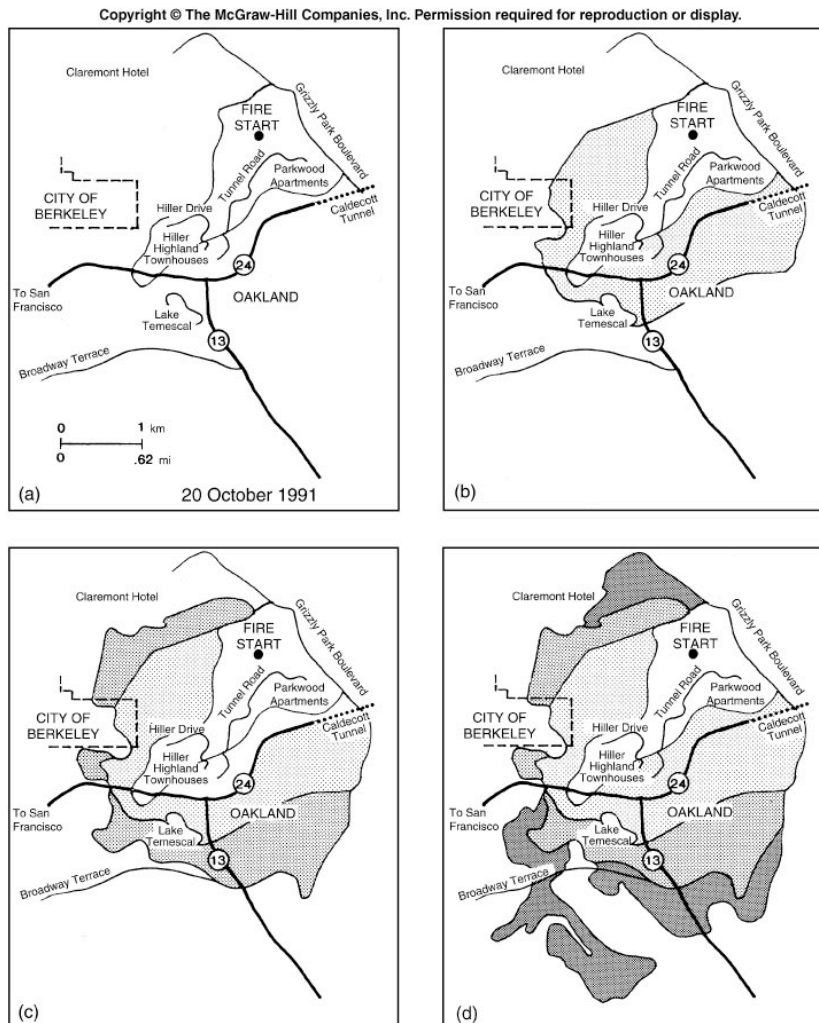 Copyright © The McGraw-Hill Companies, Inc. Permission required for reproduction or display.
Claremont Hotel
Grizzly Park Boulevard
FIRE
START
Tunnel Road
Parkwood
Apartments
CITY OF
BERKELEY
Hiller Drive
Caldecott
Tunnel
Hiller
Highland
Townhouses
24
To San
Francisco
OAKLAND
Lake
Temescal
13
Broadway Terrace
0 1 km
0 .62 mi
(a) 20 October 1991
Claremont Hotel
Grizzly Park Boulevard
FIRE
START
Tunnel Road
Parkwood
Apartments
CITY OF
BERKELEY
Hiller Drive
Caldecott
Tunnel
Hiller
Highland
Townhouses
24
To San
Francisco
OAKLAND
Lake
Temescal
13
Broadway Terrace
(b)
Claremont Hotel
Grizzly Park Boulevard
FIRE
START
Tunnel Road
Parkwood
Apartments
CITY OF
BERKELEY
Hiller Drive
Caldecott
Tunnel
Hiller
Highland
Townhouses
24
To San
Francisco
OAKLAND
Lake
Temescal
13
Broadway Terrace
(c)
Claremont Hotel
Grizzly Park Boulevard
FIRE
START
Tunnel Road
Parkwood
Apartments
CITY OF
BERKELEY
Hiller Drive
Caldecott
Tunnel
Hiller
Highland
Townhouses
24
To San
Francisco
OAKLAND
Lake
Temescal
13
Broadway Terrace
(d)